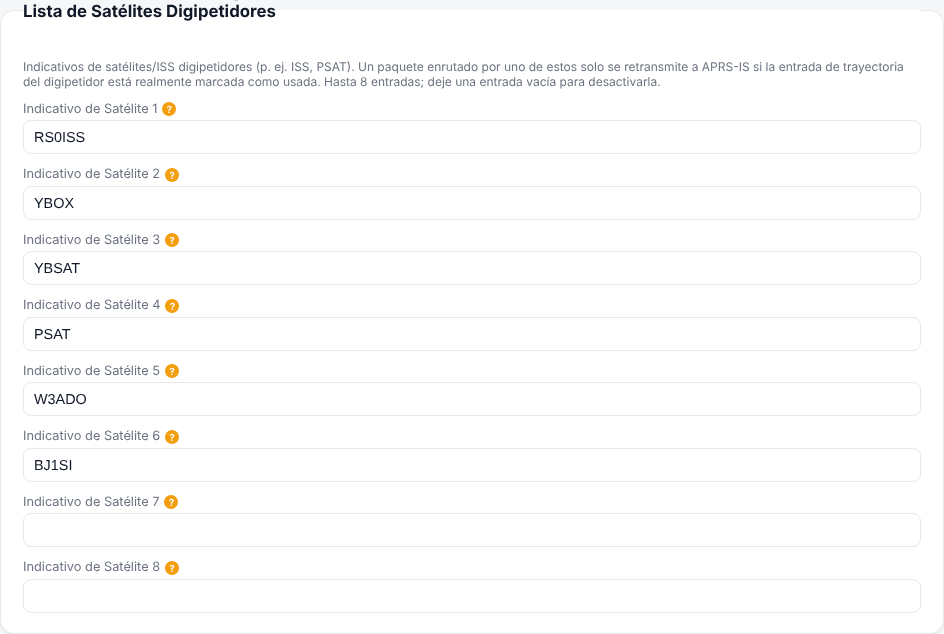 Lista de Satélites Digipetidores
Indicativos de satélites/ISS digipetidores (p. ej. ISS, PSAT). Un paquete enrutado por uno de estos solo se retransmite a APRS-IS si la entrada de trayectoria
del digipetidor está realmente marcada como usada. Hasta 8 entradas; deje una entrada vacía para desactivarla.
Indicativo de Satélite 1 ?
RS0ISS
Indicativo de Satélite 2 ?
YBOX
Indicativo de Satélite 3 ?
YBSAT
Indicativo de Satélite 4 ?
PSAT
Indicativo de Satélite 5 ?
W3ADO
Indicativo de Satélite 6 ?
BJ1SI
Indicativo de Satélite 7 ?
Indicativo de Satélite 8 ?